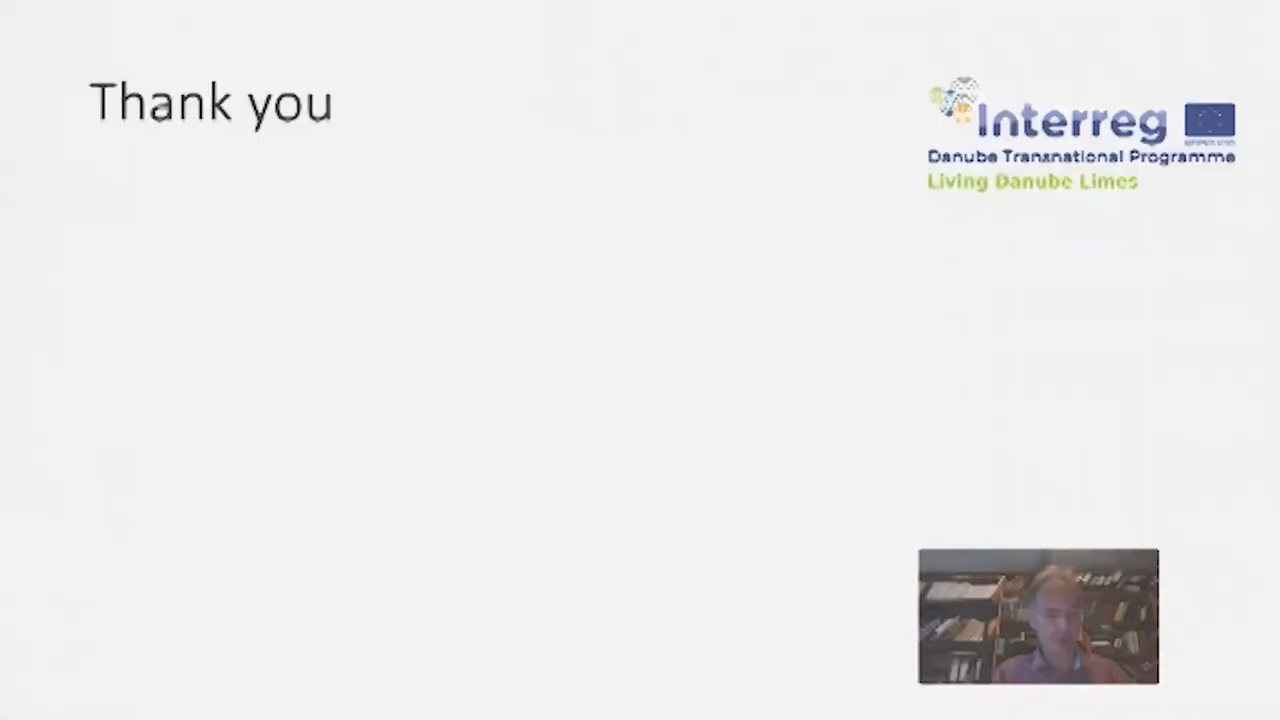 Thank you
Interreg
Danube Transnational Programme
Living Danube Limes